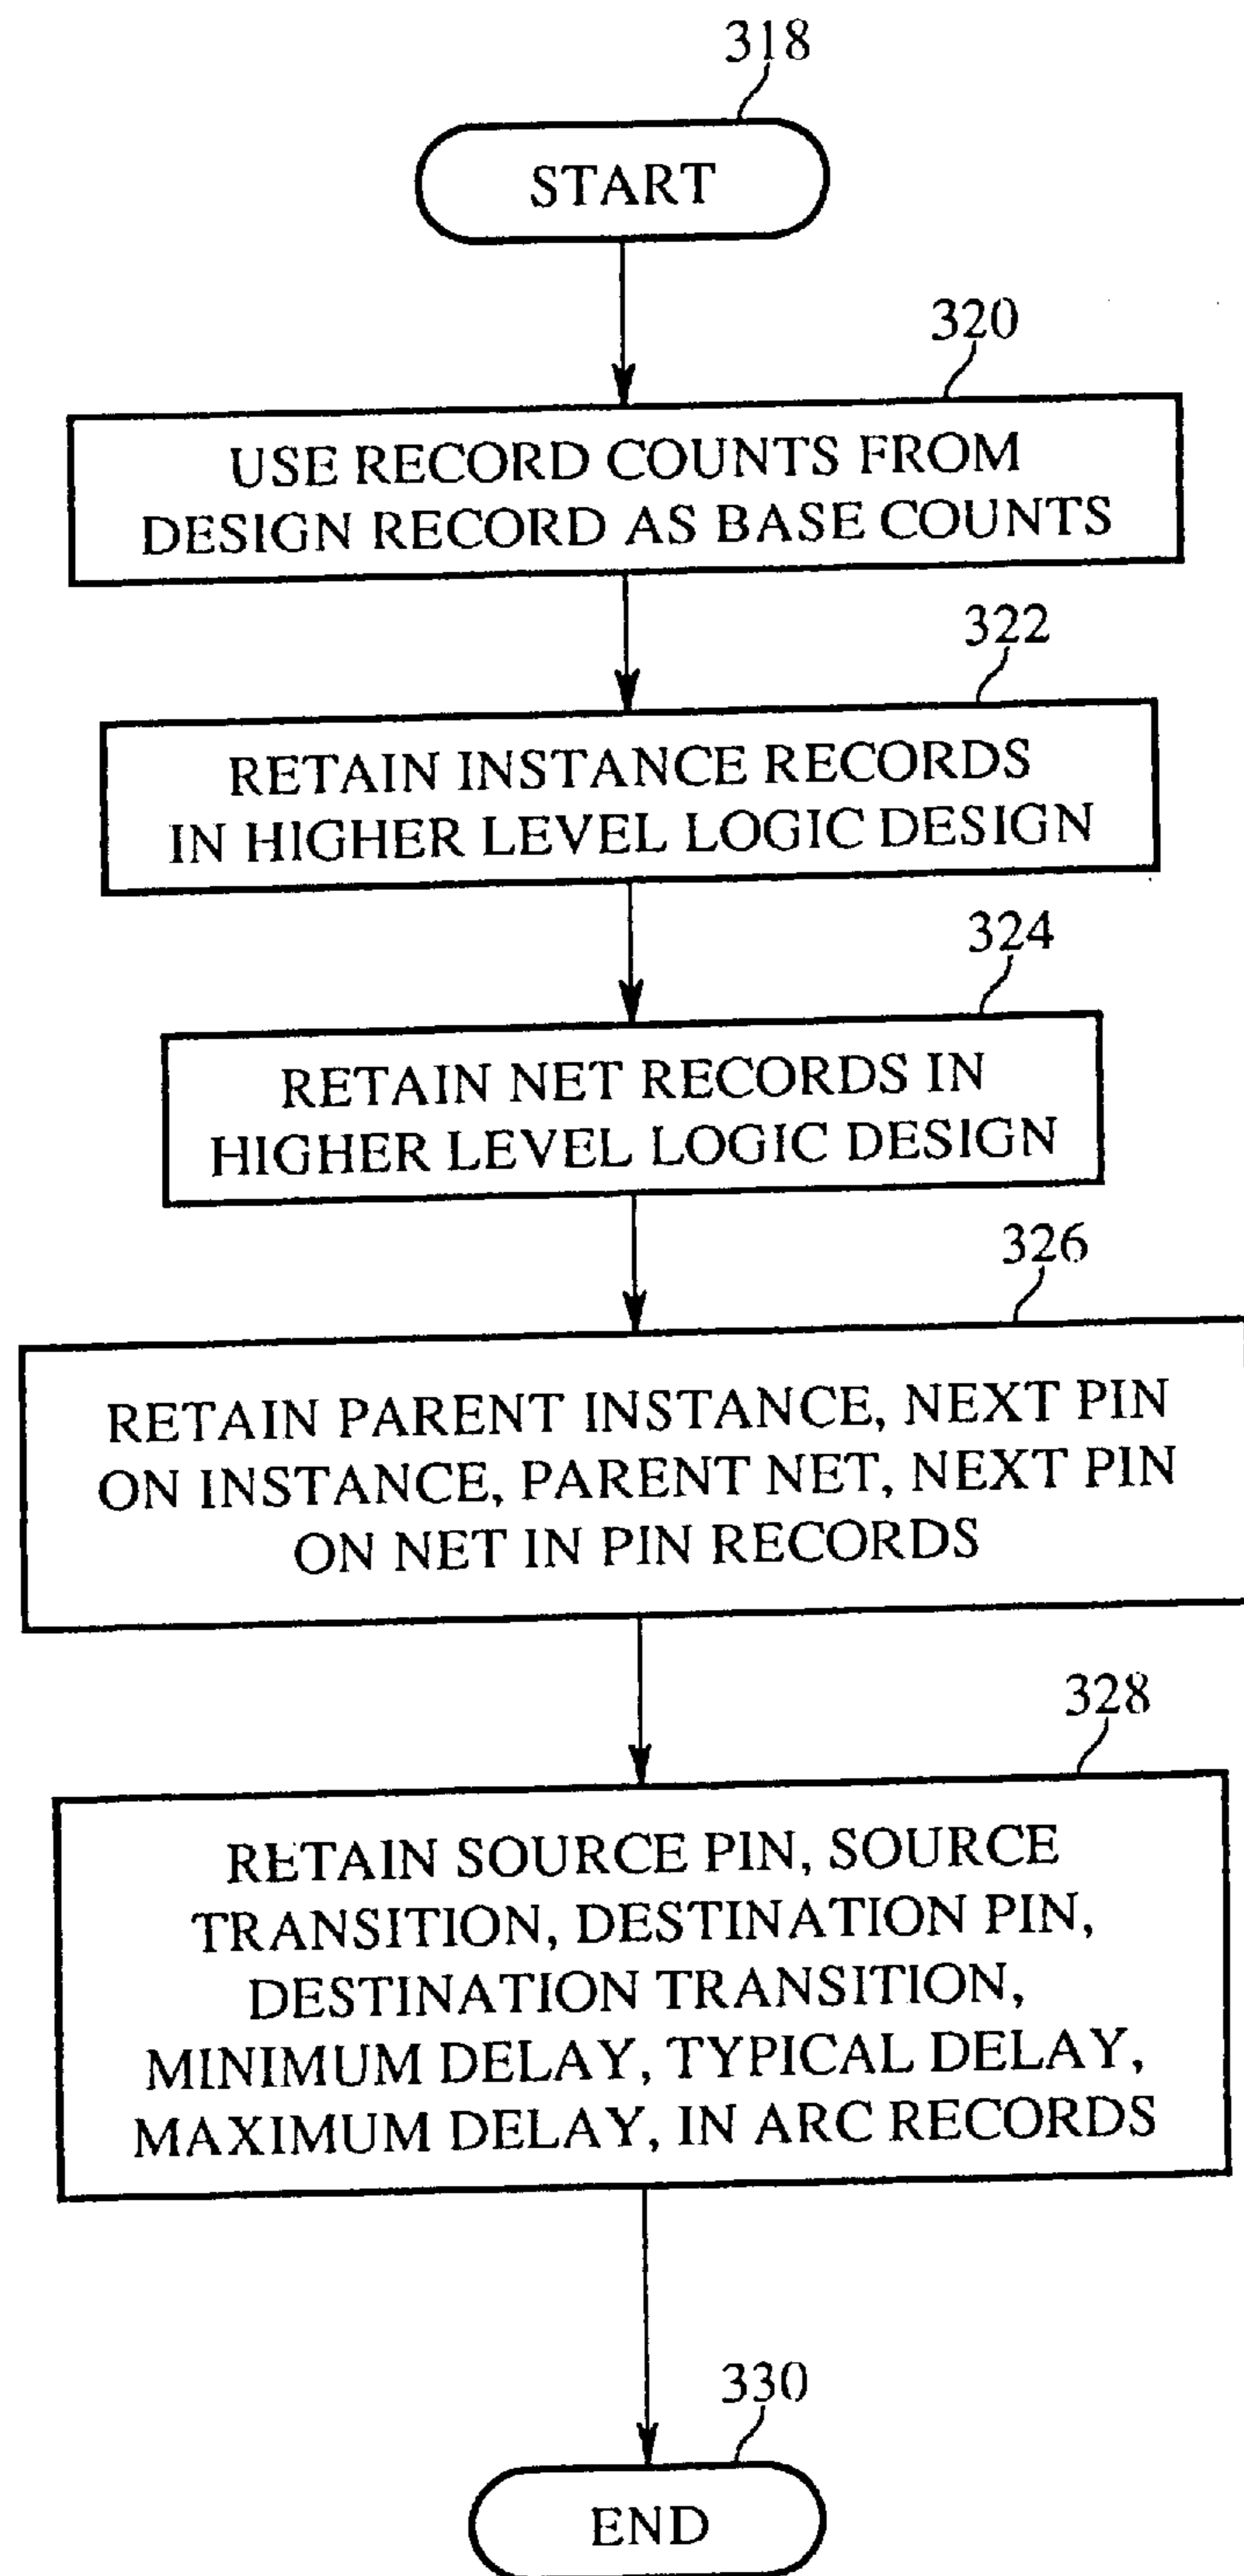 318
START
320
USE RECORD COUNTS FROM
DESIGN RECORD AS BASE COUNTS
322
RETAIN INSTANCE RECORDS
IN HIGHER LEVEL LOGIC DESIGN
324
RETAIN NET RECORDS IN
HIGHER LEVEL LOGIC DESIGN
326
RETAIN PARENT INSTANCE, NEXT PIN
ON INSTANCE, PARENT NET, NEXT PIN
ON NET IN PIN RECORDS
328
RETAIN SOURCE PIN, SOURCE
TRANSITION, DESTINATION PIN,
DESTINATION TRANSITION,
MINIMUM DELAY, TYPICAL DELAY,
MAXIMUM DELAY, IN ARC RECORDS
330
END